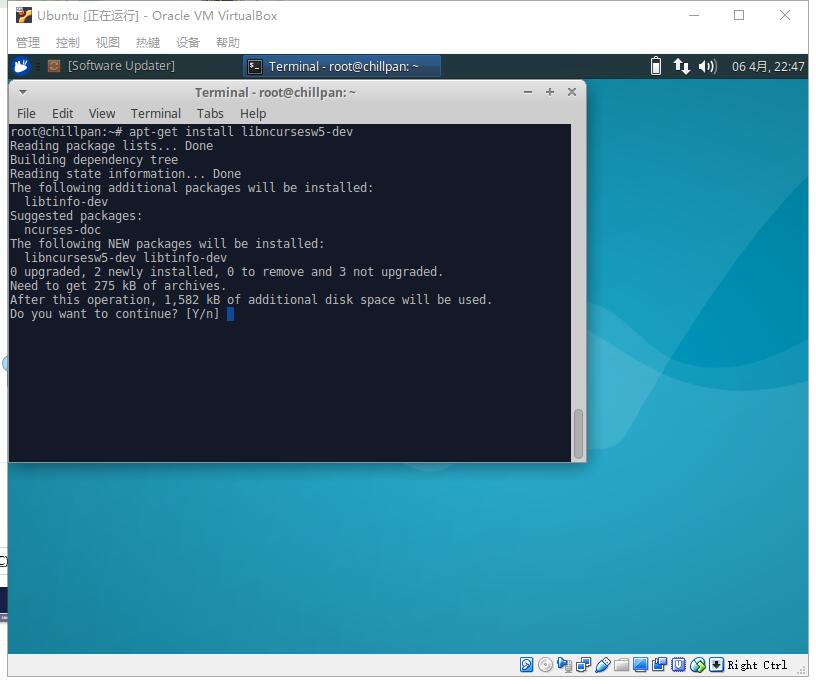 Ubuntu [正在运行] - Oracle VM VirtualBox
管理 控制 视图 热键 设备 帮助
[Software Updater] Terminal - root@chillpan: ~ 06 4月, 22:47
Terminal - root@chillpan: ~
File Edit View Terminal Tabs Help
root@chillpan:~# apt-get install libncursesw5-dev
Reading package lists... Done
Building dependency tree
Reading state information... Done
The following additional packages will be installed:
libtinfo-dev
Suggested packages:
ncurses-doc
The following NEW packages will be installed:
libncursesw5-dev libtinfo-dev
0 upgraded, 2 newly installed, 0 to remove and 3 not upgraded.
Need to get 275 kB of archives.
After this operation, 1,582 kB of additional disk space will be used.
Do you want to continue? [Y/n]
Right Ctrl